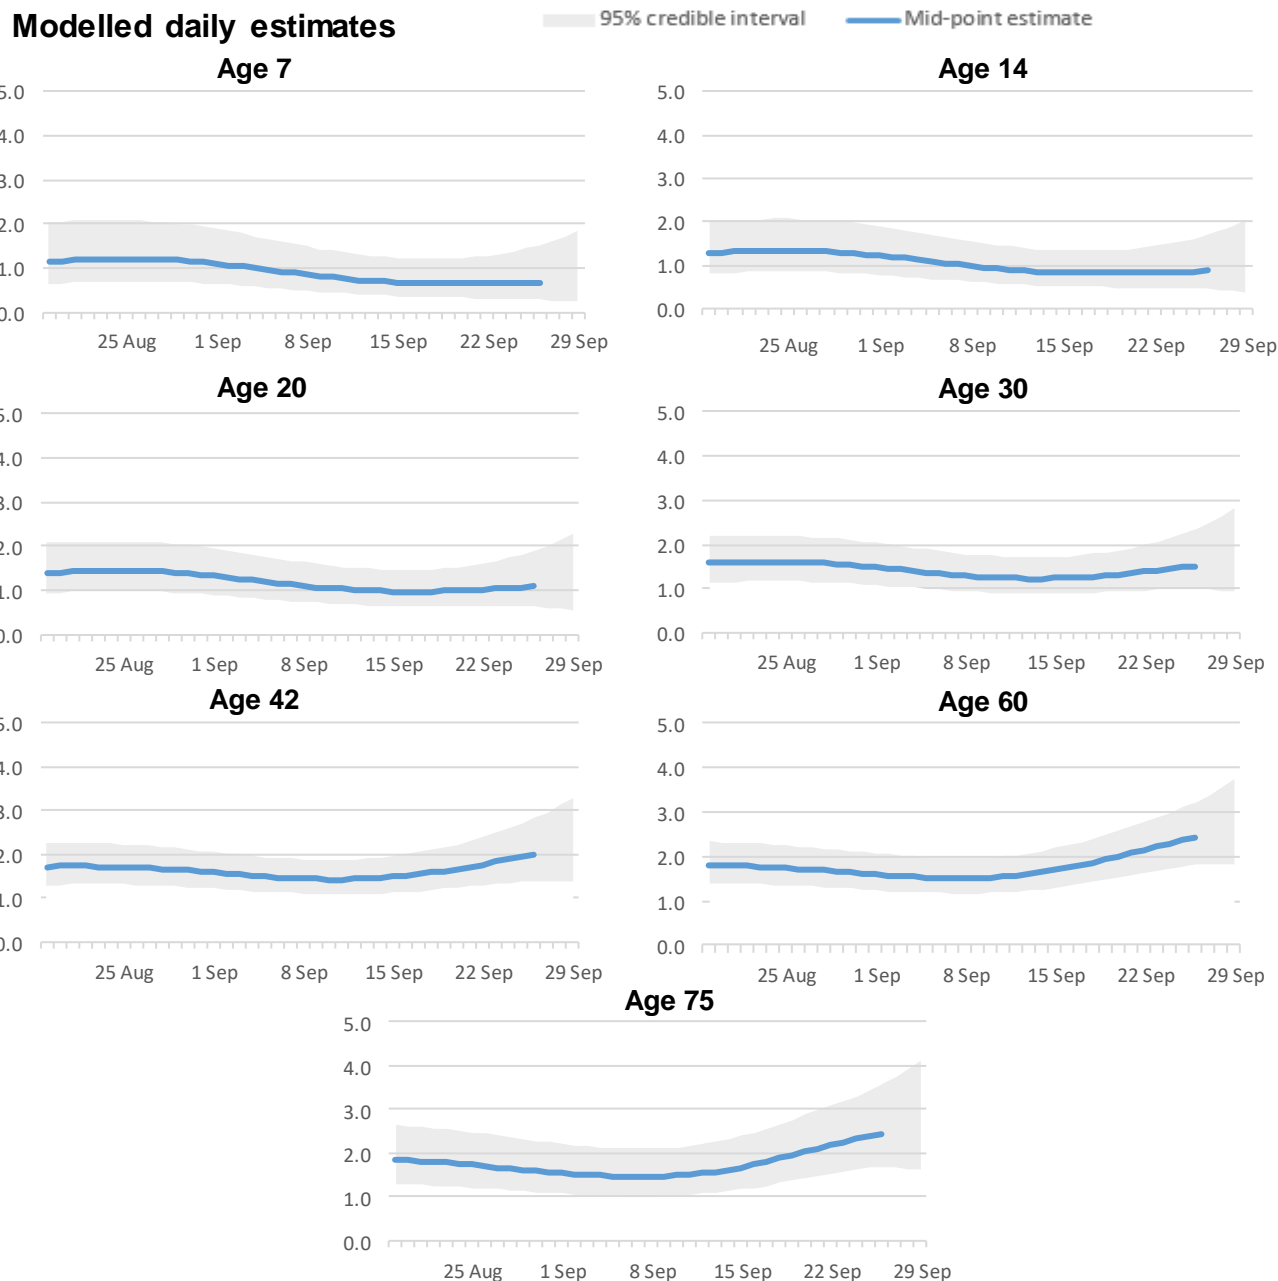 Modelled daily estimates
95% credible interval Mid-point estimate
Age 7 Age 14
5.0 5.0
4.0 4.0
3.0 3.0
2.0 2.0
1.0 1.0
0.0 0.0
25 Aug 1 Sep 8 Sep 15 Sep 22 Sep 29 Sep 25 Aug 1 Sep 8 Sep 15 Sep 22 Sep 29 Sep
Age 20 Age 30
5.0 5.0
4.0 4.0
3.0 3.0
2.0 2.0
1.0 1.0
0.0 0.0
25 Aug 1 Sep 8 Sep 15 Sep 22 Sep 29 Sep 25 Aug 1 Sep 8 Sep 15 Sep 22 Sep 29 Sep
Age 42 Age 60
5.0 5.0
4.0 4.0
3.0 3.0
2.0 2.0
1.0 1.0
0.0 0.0
25 Aug 1 Sep 8 Sep 15 Sep 22 Sep 29 Sep 25 Aug 1 Sep 8 Sep 15 Sep 22 Sep 29 Sep
Age 75
5.0
4.0
3.0
2.0
1.0
0.0
25 Aug 1 Sep 8 Sep 15 Sep 22 Sep 29 Sep